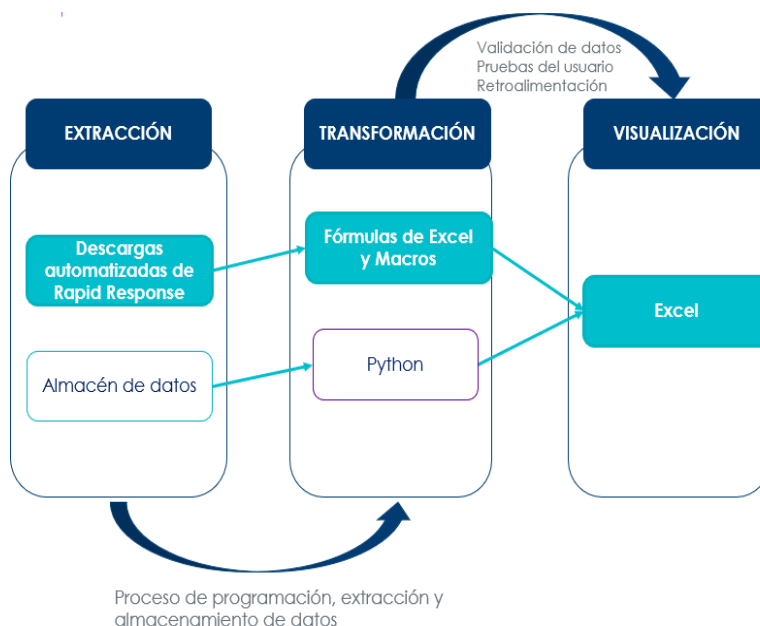 Validación de datos
Pruebas del usuario
Retroalimentación
EXTRACCIÓN
TRANSFORMACIÓN
VISUALIZACIÓN
Descargas
automatizadas de
Rapid Response
Fórmulas de Excel
y Macros
Excel
Almacén de datos
Python
Proceso de programación, extracción y
almacenamiento de datos